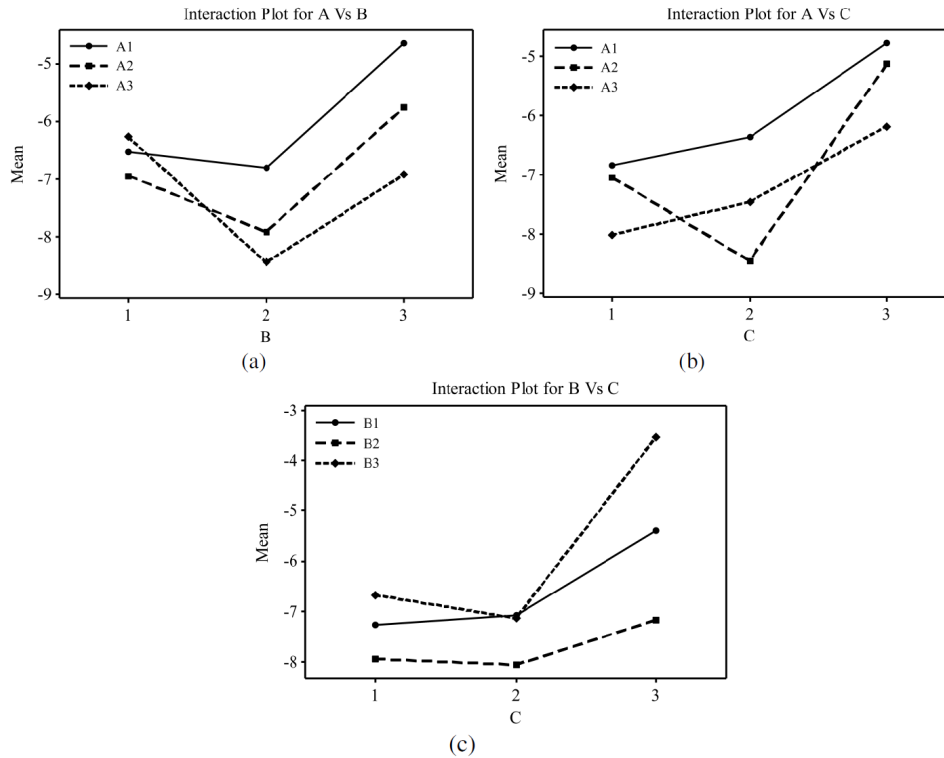 Interaction Plot for A Vs B
A1
A2
A3
-5
-6
-7
-8
-9
Mean
1 2 3
B
(a)
Interaction Plot for A Vs C
A1
A2
A3
-5
-6
-7
-8
-9
Mean
1 2 3
C
(b)
Interaction Plot for B Vs C
B1
B2
B3
-3
-4
-5
-6
-7
-8
Mean
1 2 3
C
(c)